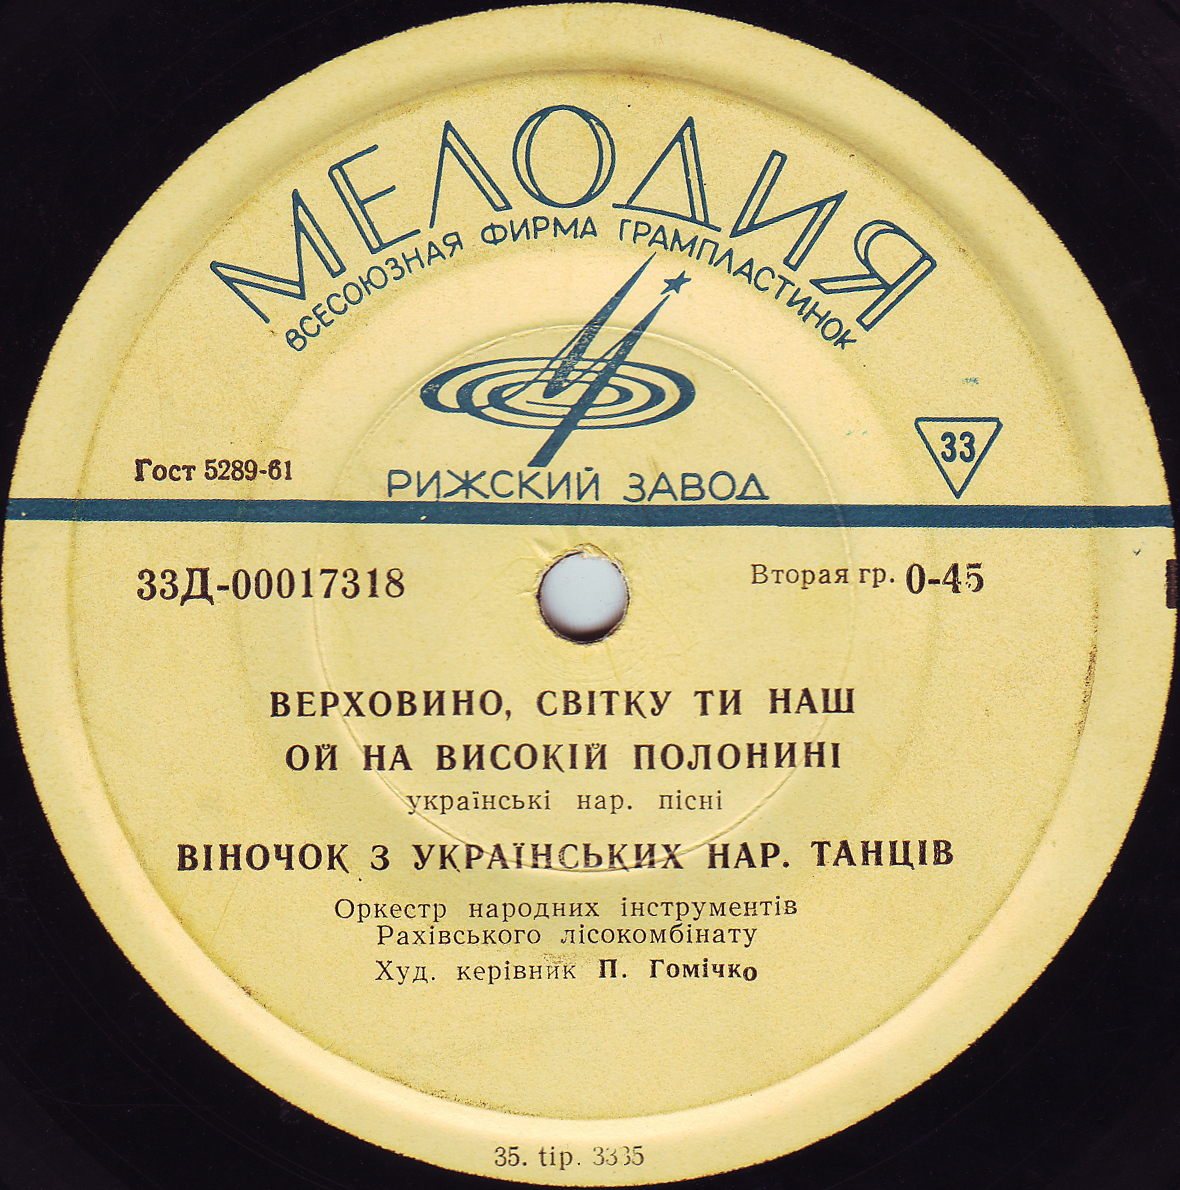 МЕЛОДИЯ
ВСЕСОЮЗНАЯ ФИРМА ГРАМПЛАСТИНОК
33
Гост 5289-61
РИЖСКИЙ ЗАВОД
33Д-00017318
Вторая гр. 0-45
ВЕРХОВИНО, СВІТКУ ТИ НАШ
ОЙ НА ВИСОКІЙ ПОЛОНИНІ
українські нар. пісні
ВІНОЧОК З УКРАЇНСЬКИХ НАР. ТАНЦІВ
Оркестр народних інструментів
Рахівського лісокомбінату
Худ. керівник П. Гомічко
35. tip. 3335